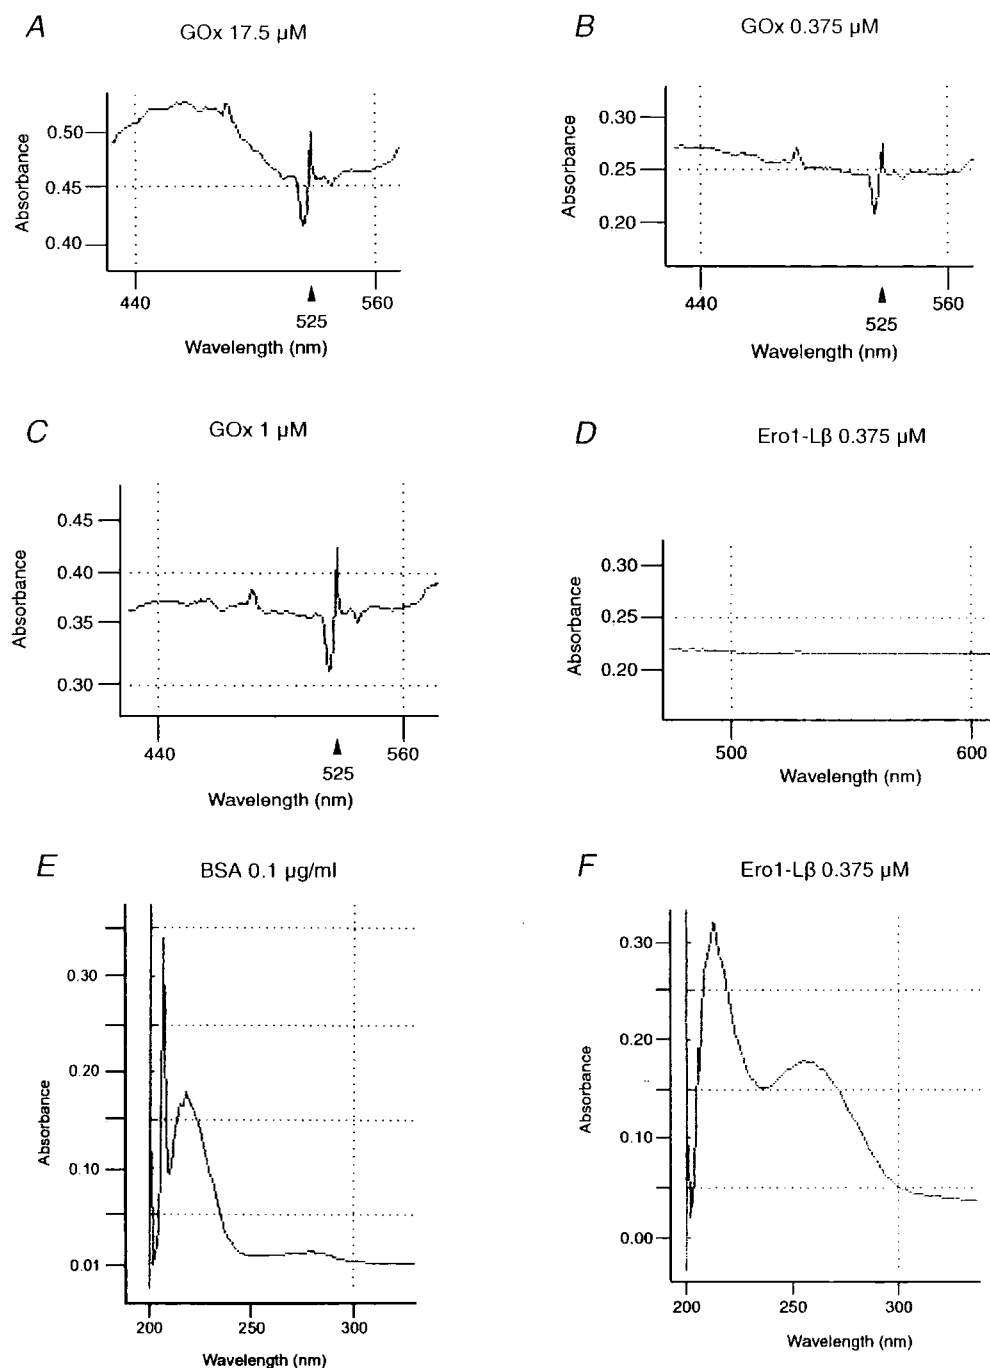 A
GOx 17.5 µM
Absorbance
0.50
0.45
0.40
440
560
525
Wavelength (nm)
B
GOx 0.375 µM
Absorbance
0.30
0.25
0.20
440
560
525
Wavelength (nm)
C
GOx 1 µM
Absorbance
0.45
0.40
0.35
0.30
440
560
525
Wavelength (nm)
D
Ero1-Lβ 0.375 µM
Absorbance
0.30
0.25
0.20
500
600
Wavelength (nm)
E
BSA 0.1 µg/ml
Absorbance
0.30
0.20
0.10
0.01
200
250
300
Wavelength (nm)
F
Ero1-Lβ 0.375 µM
Absorbance
0.30
0.20
0.10
0.00
200
250
300
Wavelength (nm)